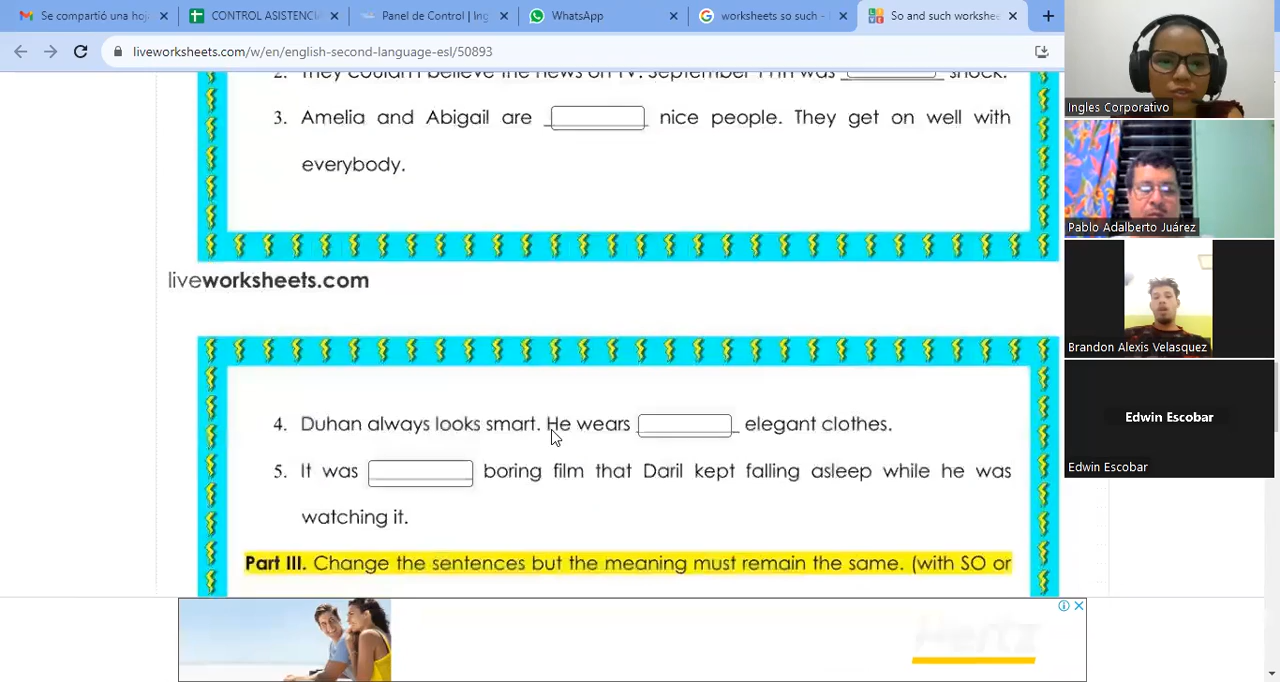 Se compartió una hoja
CONTROL ASISTENCI
Panel de Control | Ing
WhatsApp
worksheets so such -
So and such workshee
liveworksheets.com/w/en/english-second-language-esl/50893
2. They couldn't believe the news on TV. September 11th was shock.
3. Amelia and Abigail are nice people. They get on well with
everybody.
liveworksheets.com
4. Duhan always looks smart. He wears elegant clothes.
5. It was boring film that Daril kept falling asleep while he was
watching it.
Part III. Change the sentences but the meaning must remain the same. (with SO or
Hertz
Ingles Corporativo
Pablo Adalberto Juárez
Brandon Alexis Velasquez
Edwin Escobar
Edwin Escobar